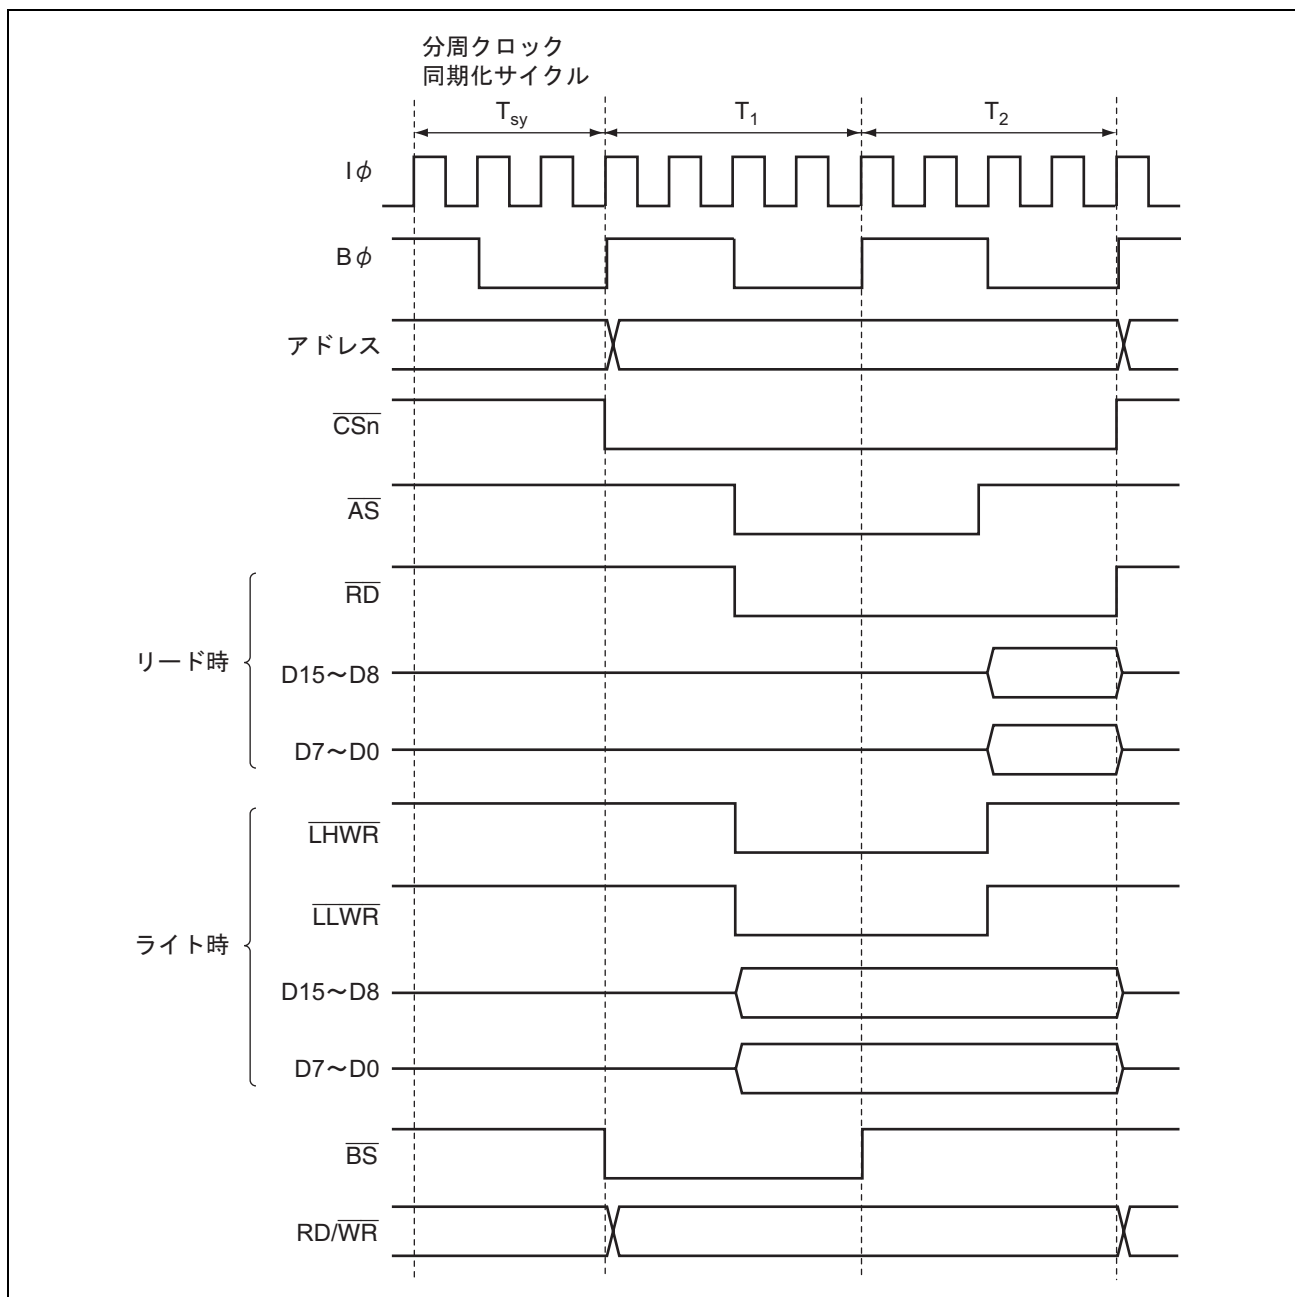 分周クロック
同期化サイクル
Tsy T1 T2
Iφ
Bφ
アドレス
CSn
AS
RD
リード時
D15～D8
D7～D0
LHWR
LLWR
ライト時
D15～D8
D7～D0
BS
RD/WR